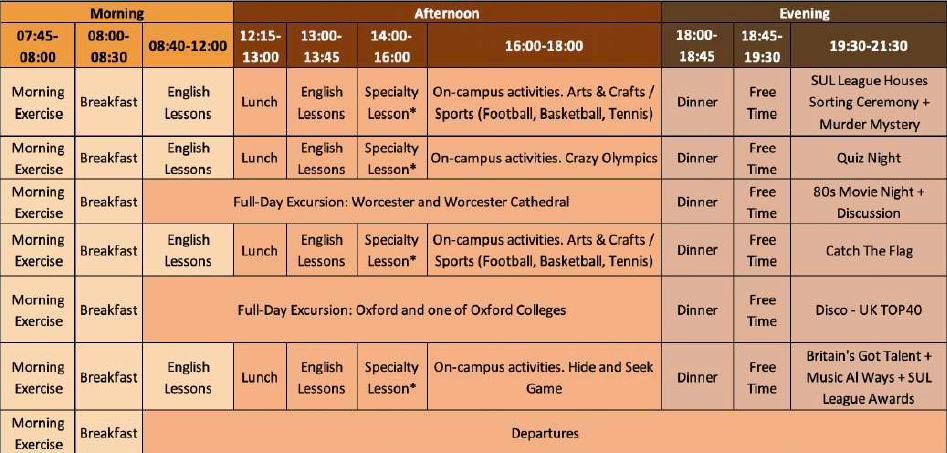 Morning Afternoon Evening
07:45-08:00 08:00-08:30 08:40-12:00 12:15-13:00 13:00-13:45 14:00-16:00 16:00-18:00 18:00-18:45 18:45-19:30 19:30-21:30
Morning Exercise Breakfast English Lessons Lunch English Lessons Specialty Lesson* On-campus activities. Arts & Crafts / Sports (Football, Basketball, Tennis) Dinner Free Time SUL League Houses Sorting Ceremony + Murder Mystery
Morning Exercise Breakfast English Lessons Lunch English Lessons Specialty Lesson* On-campus activities. Crazy Olympics Dinner Free Time Quiz Night
Morning Exercise Breakfast Full-Day Excursion: Worcester and Worcester Cathedral Dinner Free Time 80s Movie Night + Discussion
Morning Exercise Breakfast English Lessons Lunch English Lessons Specialty Lesson* On-campus activities. Arts & Crafts / Sports (Football, Basketball, Tennis) Dinner Free Time Catch The Flag
Morning Exercise Breakfast Full-Day Excursion: Oxford and one of Oxford Colleges Dinner Free Time Disco - UK TOP40
Morning Exercise Breakfast English Lessons Lunch English Lessons Specialty Lesson* On-campus activities. Hide and Seek Game Dinner Free Time Britain's Got Talent + Music Al Ways + SUL League Awards
Morning Exercise Breakfast Departures